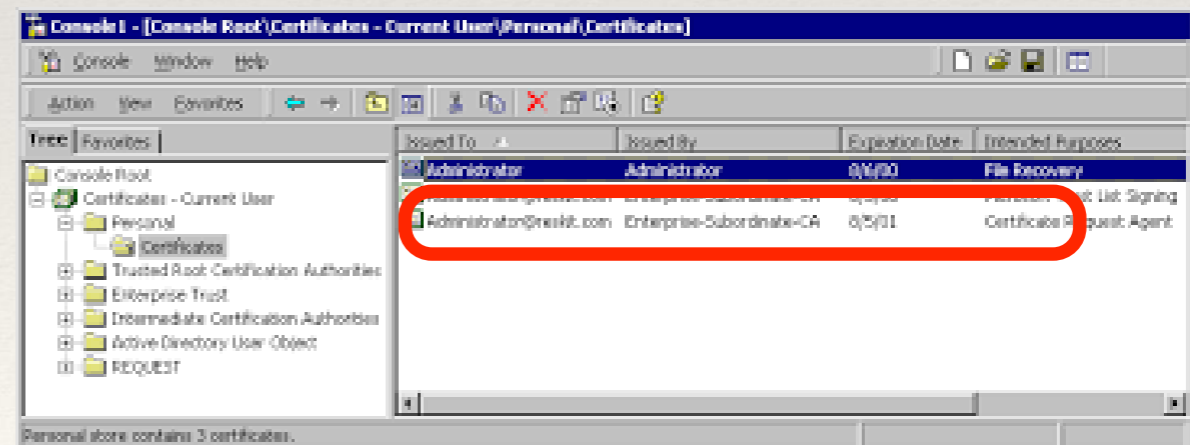 Console1 - [Console Root\Certificates - Current User\Personal\Certificates]
Console Window Help
Action View Favorites
Tree Favorites
Issued To Issued By Expiration Date Intended Purposes
Console Root
Certificates - Current User
Personal
Certificates
Trusted Root Certification Authorities
Enterprise Trust
Intermediate Certification Authorities
Active Directory User Object
REQUEST
Administrator Administrator 8/6/00 File Recovery
List Signing
Administrator@reskit.com Enterprise-Subordinate-CA 8/5/01 Certificate Request Agent
Personal store contains 3 certificates.